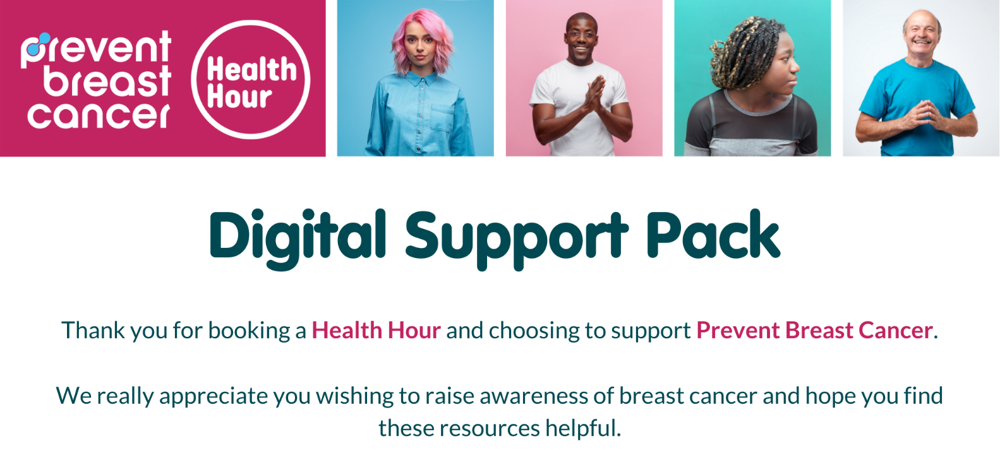 prevent
breast
cancer
Health
Hour
Digital Support Pack
Thank you for booking a Health Hour and choosing to support Prevent Breast Cancer.
We really appreciate you wishing to raise awareness of breast cancer and hope you find
these resources helpful.